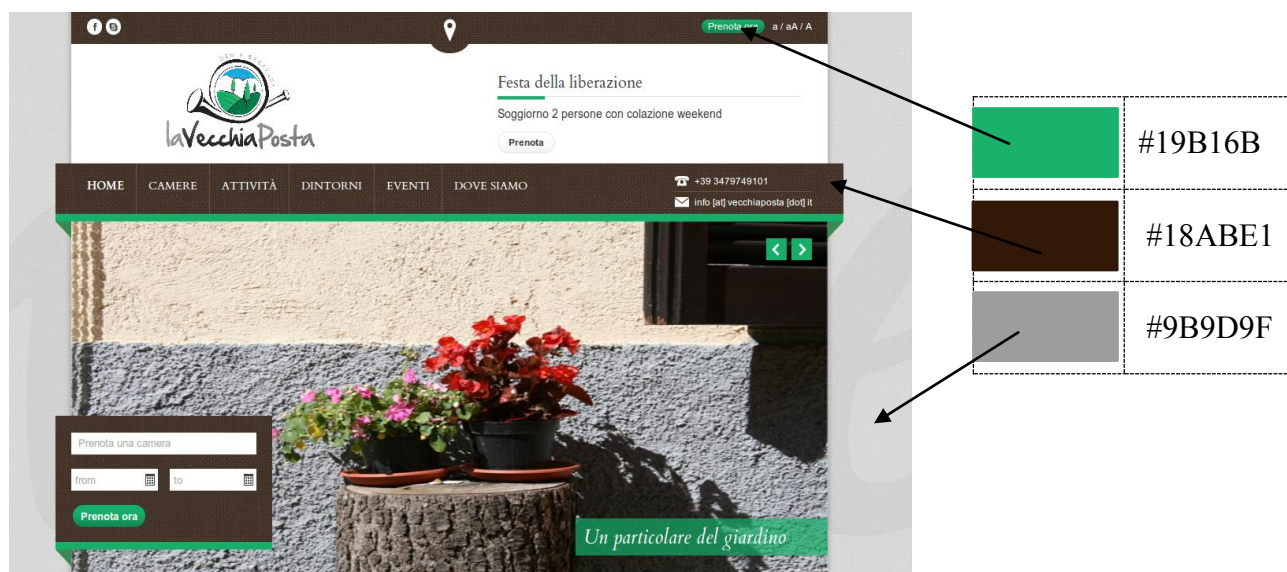 Prenota ora a / aA / A
laVecchiaPosta
Festa della liberazione
Soggiorno 2 persone con colazione weekend
Prenota
HOME CAMERE ATTIVITÀ DINTORNI EVENTI DOVE SIAMO
+39 3479749101
info [at] vecchiaposta [dot] it
Prenota una camera
from to
Prenota ora
Un particolare del giardino
#19B16B
#18ABE1
#9B9D9F